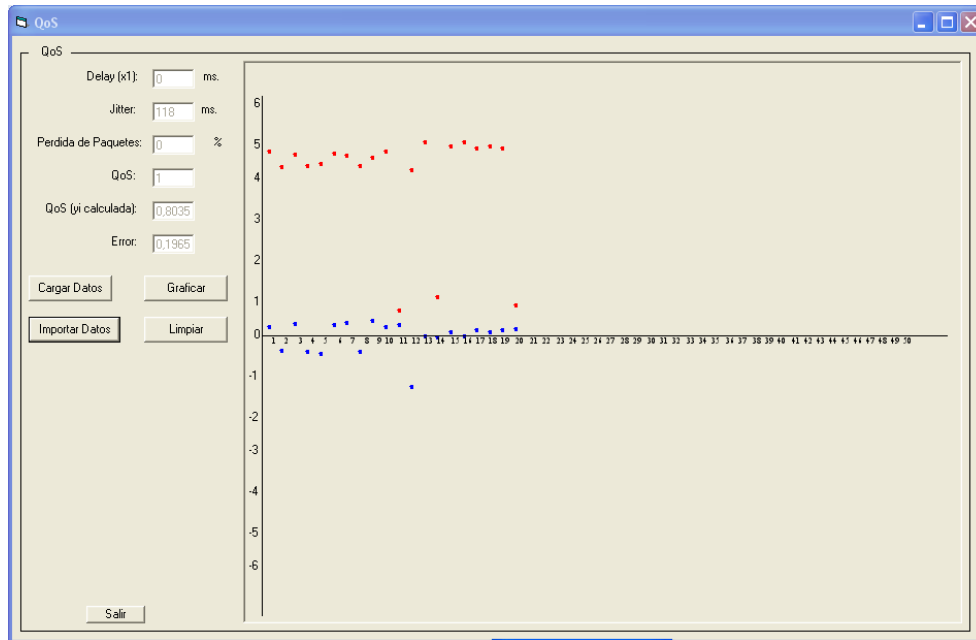 QoS
QoS
Delay (x1): 0 ms.
Jitter: 118 ms.
Perdida de Paquetes: 0 %
QoS: 1
QoS (yi calculada): 0,8035
Error: 0,1965
Cargar Datos Graficar
Importar Datos Limpiar
Salir
6
5
4
3
2
1
0
1 2 3 4 5 6 7 8 9 10 11 12 13 14 15 16 17 18 19 20 21 22 23 24 25 26 27 28 29 30 31 32 33 34 35 36 37 38 39 40 41 42 43 44 45 46 47 48 49 50
-1
-2
-3
-4
-5
-6